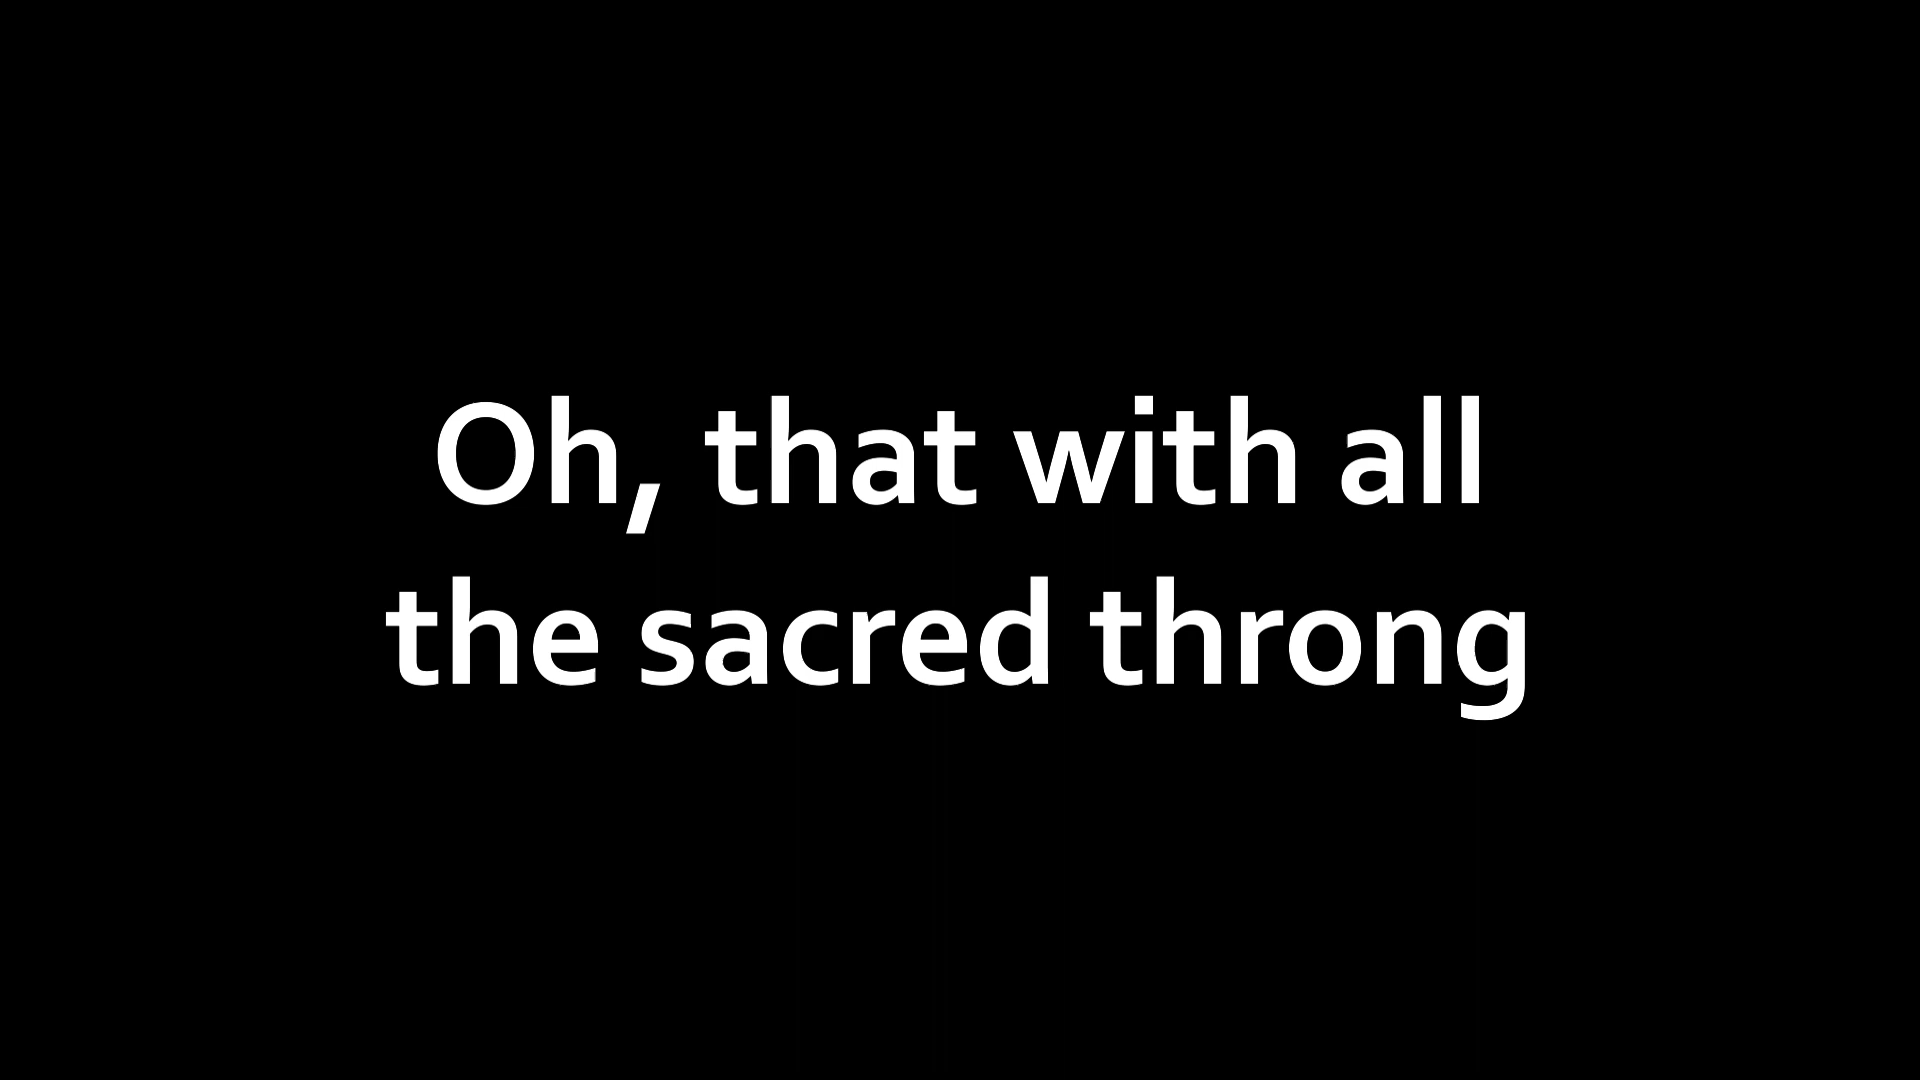 Oh, that with all
the sacred throng